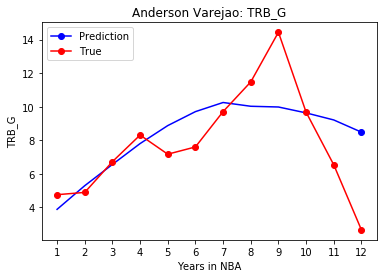 Anderson Varejao: TRB_G
Prediction
True
14
12
10
8
6
4
TRB_G
1 2 3 4 5 6 7 8 9 10 11 12
Years in NBA